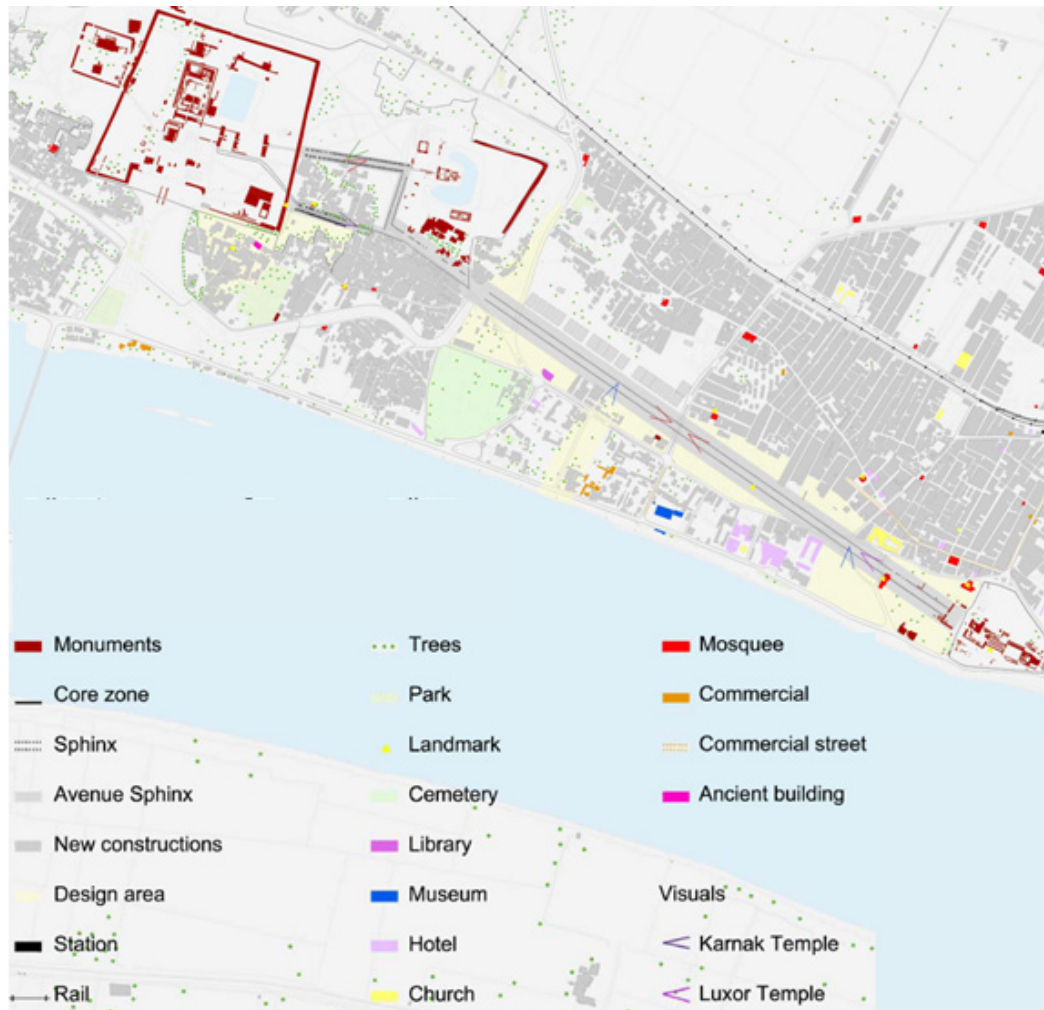 Monuments
Core zone
Sphinx
Avenue Sphinx
New constructions
Design area
Station
Rail
Trees
Park
Landmark
Cemetery
Library
Museum
Hotel
Church
Mosquee
Commercial
Commercial street
Ancient building
Visuals
Karnak Temple
Luxor Temple